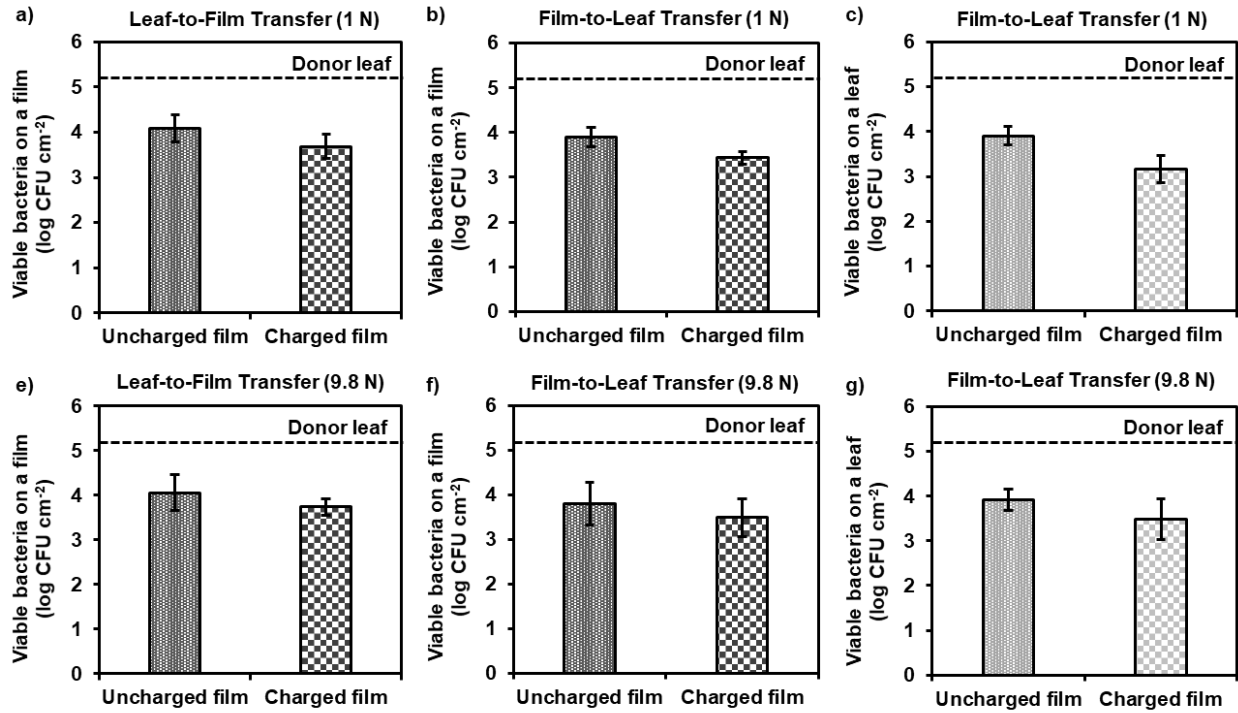 a)
Leaf-to-Film Transfer (1 N)
Viable bacteria on a film
(log CFU cm-2)
6
5
4
3
2
1
0
Donor leaf
Uncharged film
Charged film
b)
Film-to-Leaf Transfer (1 N)
Viable bacteria on a film
(log CFU cm-2)
6
5
4
3
2
1
0
Donor leaf
Uncharged film
Charged film
c)
Film-to-Leaf Transfer (1 N)
Viable bacteria on a leaf
(log CFU cm-2)
6
5
4
3
2
1
0
Donor leaf
Uncharged film
Charged film
e)
Leaf-to-Film Transfer (9.8 N)
Viable bacteria on a film
(log CFU cm-2)
6
5
4
3
2
1
0
Donor leaf
Uncharged film
Charged film
f)
Film-to-Leaf Transfer (9.8 N)
Viable bacteria on a film
(log CFU cm-2)
6
5
4
3
2
1
0
Donor leaf
Uncharged film
Charged film
g)
Film-to-Leaf Transfer (9.8 N)
Viable bacteria on a leaf
(log CFU cm-2)
6
5
4
3
2
1
0
Donor leaf
Uncharged film
Charged film